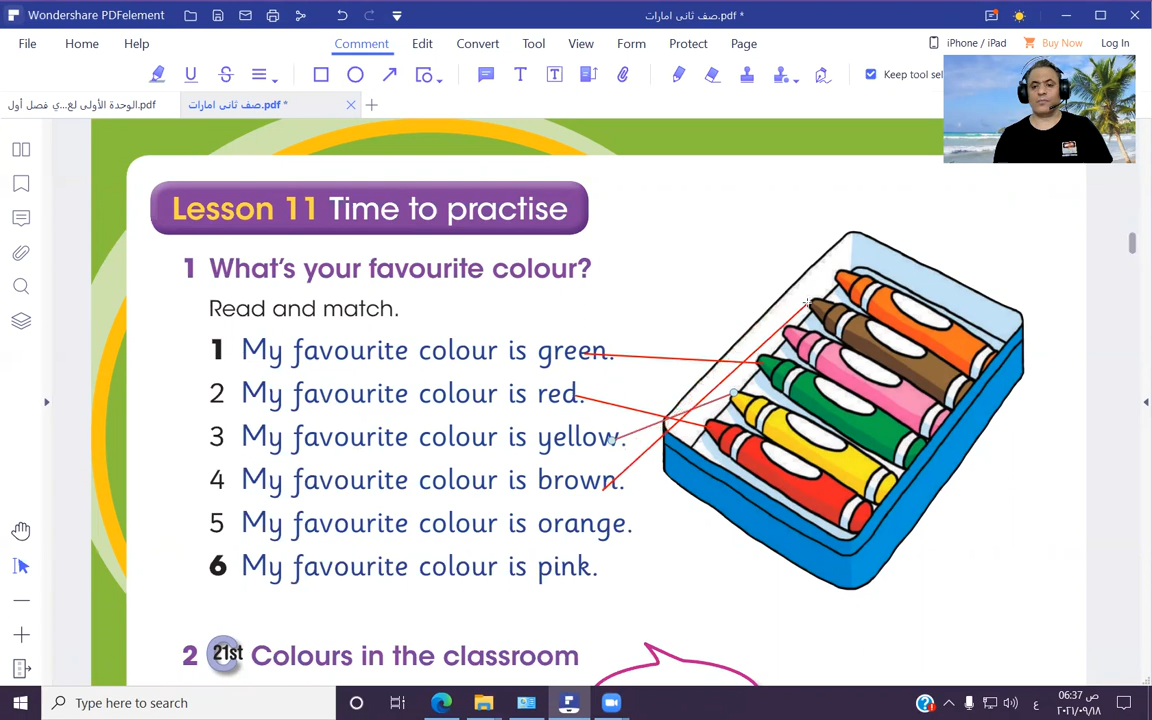 Wondershare PDFelement
صف ثانى امارات.pdf *
File Home Help Comment Edit Convert Tool View Form Protect Page iPhone / iPad Buy Now Log In
Keep tool sel
الوحدة الأولى لغ...ي فصل أول.pdf
صف ثانى امارات.pdf *
Lesson 11 Time to practise
1 What's your favourite colour?
Read and match.
1 My favourite colour is green.
2 My favourite colour is red.
3 My favourite colour is yellow.
4 My favourite colour is brown.
5 My favourite colour is orange.
6 My favourite colour is pink.
2 21st Colours in the classroom
Type here to search
ع
06:37 ص
٢٠٢١/٠٩/١٨